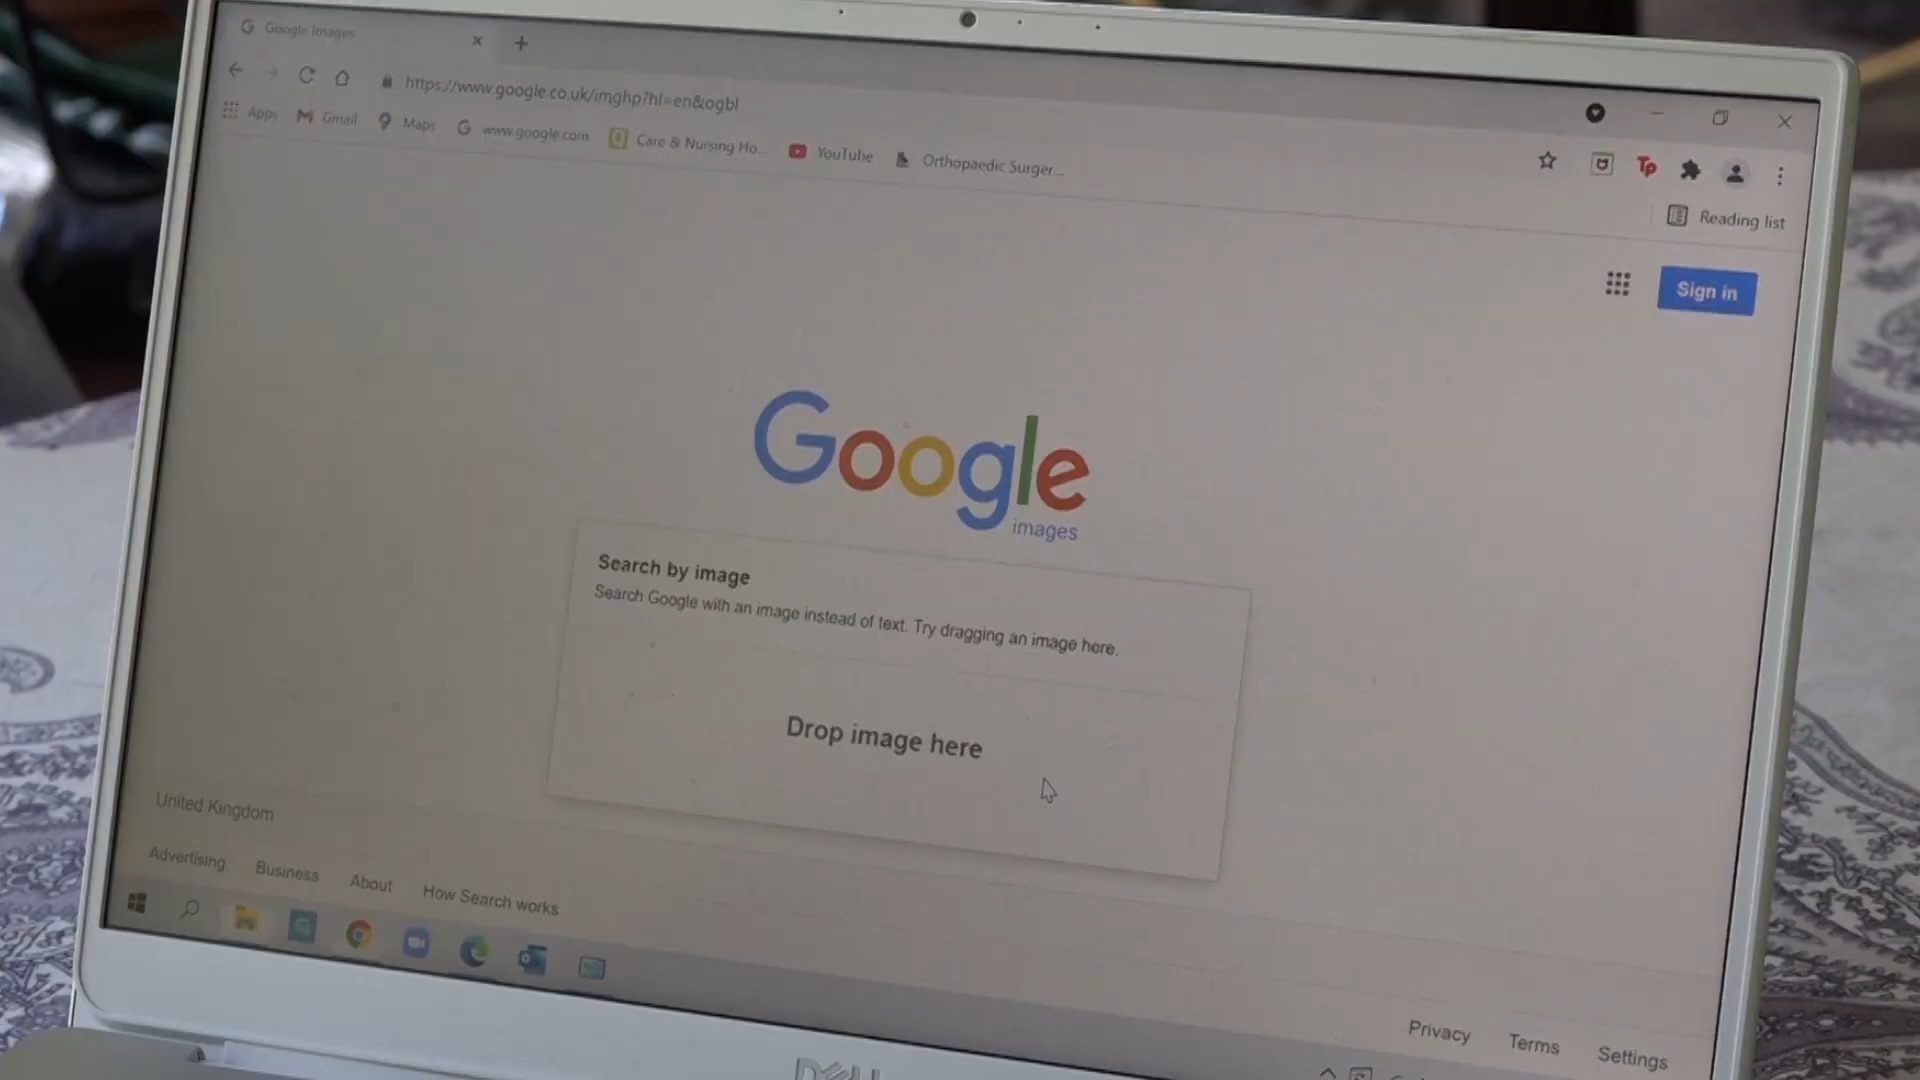 Google Images
https://www.google.co.uk/imghp?hl=en&ogbl
Apps Gmail Maps www.google.com Care & Nursing Ho... YouTube Orthopaedic Surger...
Reading list
Sign in
Google
images
Search by image
Search Google with an image instead of text. Try dragging an image here.
Drop image here
United Kingdom
Advertising Business About How Search works
Privacy Terms Settings
DELL